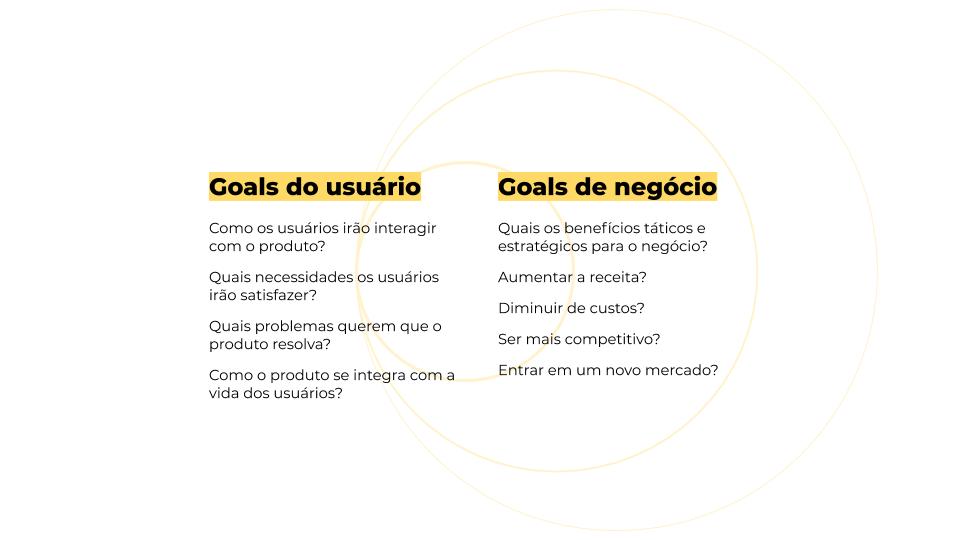 Goals do usuário
Como os usuários irão interagir
com o produto?
Quais necessidades os usuários
irão satisfazer?
Quais problemas querem que o
produto resolva?
Como o produto se integra com a
vida dos usuários?
Goals de negócio
Quais os benefícios táticos e
estratégicos para o negócio?
Aumentar a receita?
Diminuir de custos?
Ser mais competitivo?
Entrar em um novo mercado?